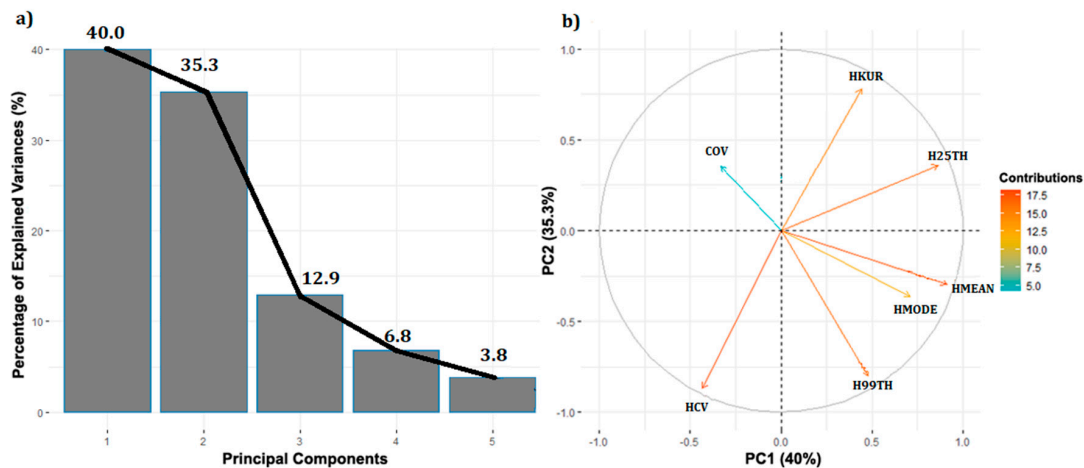 a)
40.0
35.3
12.9
6.8
3.8
40
30
20
10
0
1
2
3
4
5
Percentage of Explained Variances (%)
Principal Components
b)
1.0
0.5
0.0
-0.5
-1.0
-1.0
-0.5
0.0
0.5
1.0
PC2 (35.3%)
PC1 (40%)
HKUR
COV
H25TH
HMEAN
HMODE
H99TH
HCV
Contributions
17.5
15.0
12.5
10.0
7.5
5.0